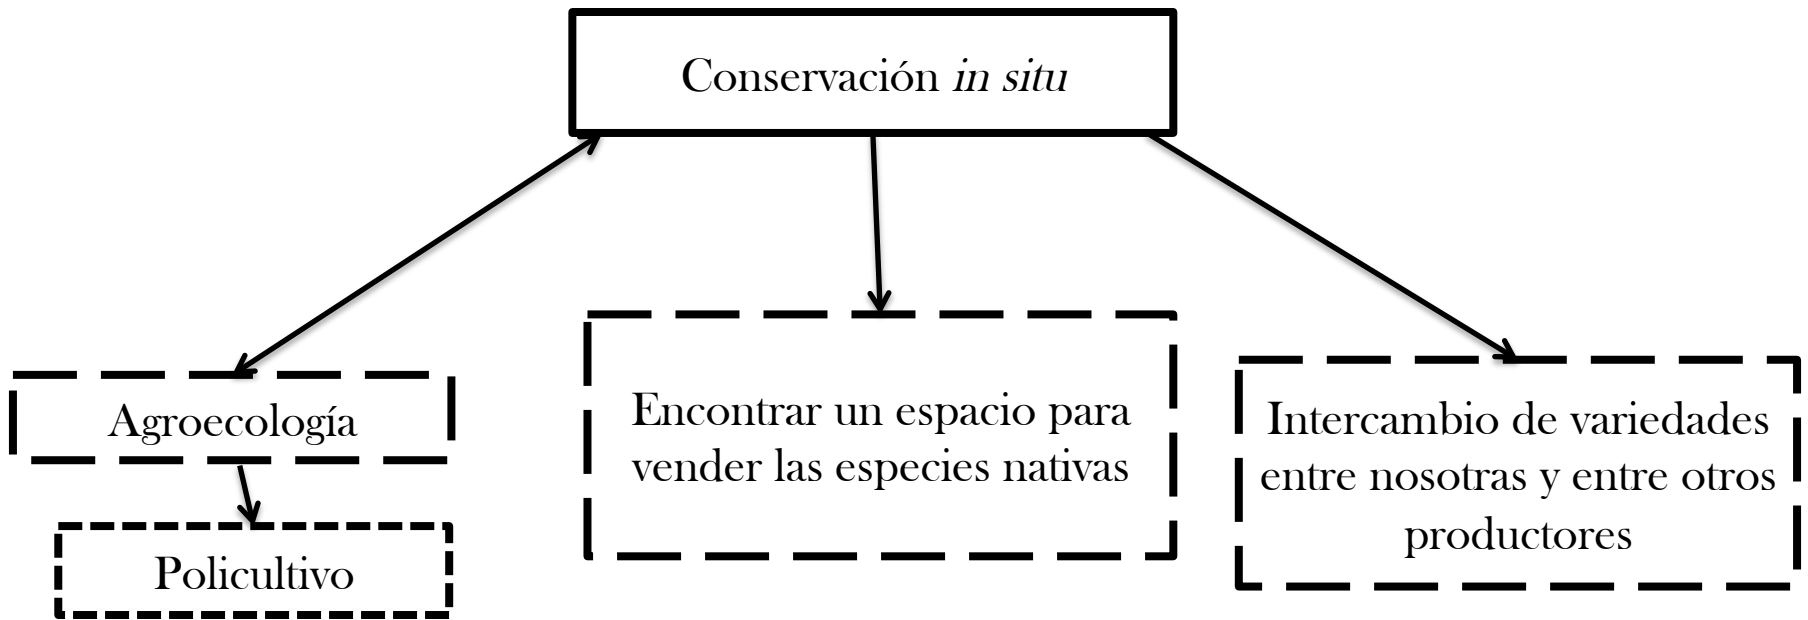 Conservación in situ
Agroecología
Policultivo
Encontrar un espacio para
vender las especies nativas
Intercambio de variedades
entre nosotras y entre otros
productores